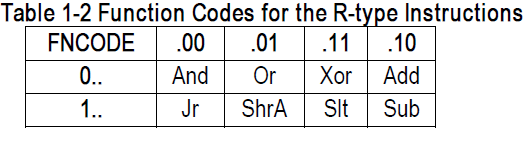 Table 1-2 Function Codes for the R-type Instructions
FNCODE .00 .01 .11 .10
0.. And Or Xor Add
1.. Jr ShrA Slt Sub